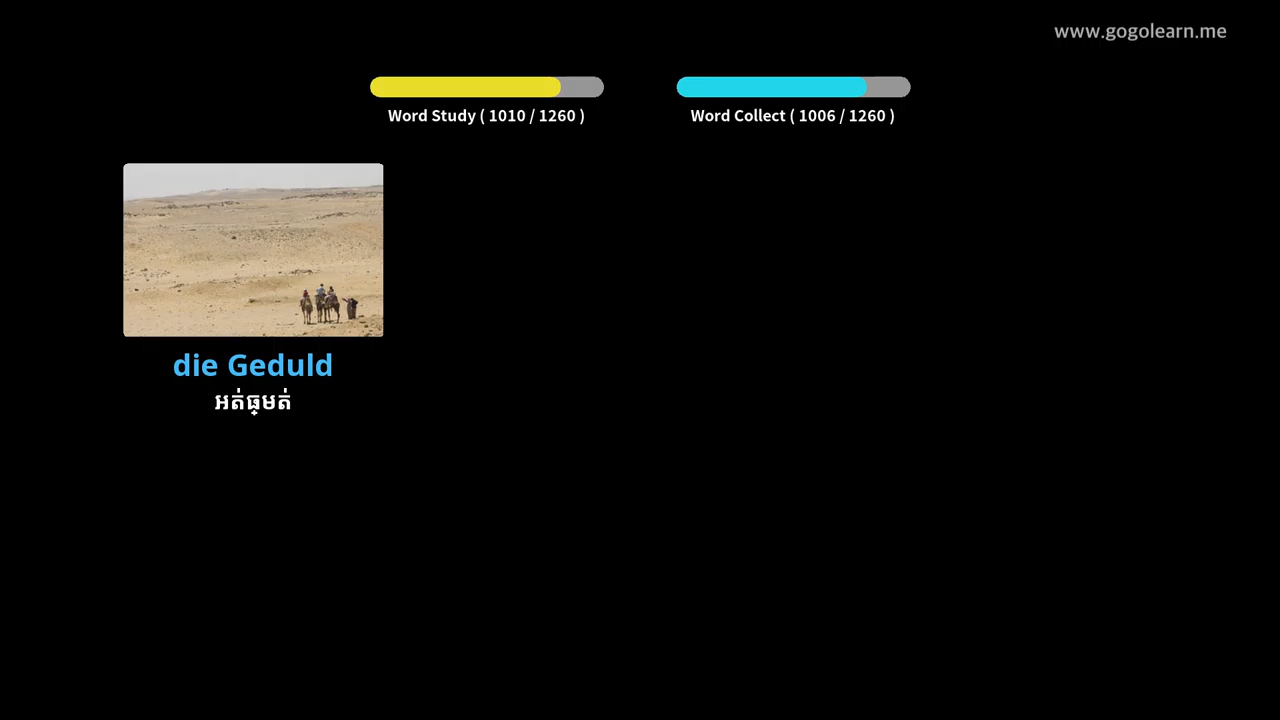 www.gogolearn.me
Word Study ( 1010 / 1260 )
Word Collect ( 1006 / 1260 )
die Geduld
អត់ធ្មត់